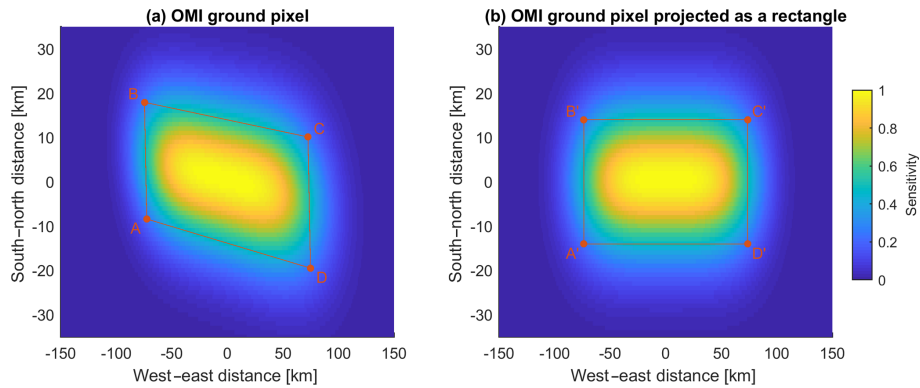 (a) OMI ground pixel
(b) OMI ground pixel projected as a rectangle
South−north distance [km]
30
20
10
0
-10
-20
-30
B
C
A
D
-150
-100
-50
0
50
100
150
West−east distance [km]
South−north distance [km]
30
20
10
0
-10
-20
-30
B'
C'
A'
D'
-150
-100
-50
0
50
100
150
West−east distance [km]
1
0.8
0.6
0.4
0.2
0
Sensitivity